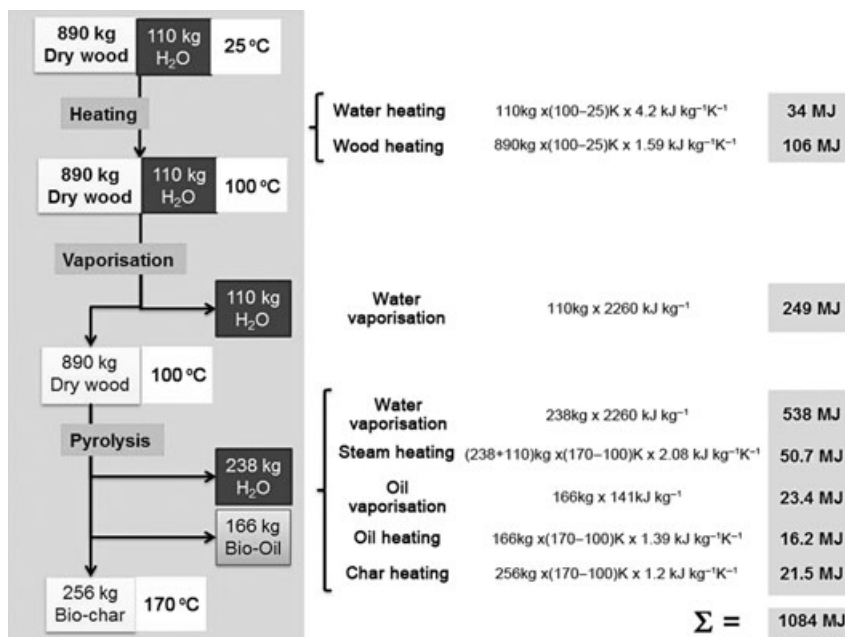 890 kg
Dry wood
110 kg
H₂O
25 ºC
Heating
Water heating
110kg x(100–25)K x 4.2 kJ kg⁻¹K⁻¹
34 MJ
Wood heating
890kg x(100–25)K x 1.59 kJ kg⁻¹K⁻¹
106 MJ
890 kg
Dry wood
110 kg
H₂O
100 ºC
Vaporisation
110 kg
H₂O
Water
vaporisation
110kg x 2260 kJ kg⁻¹
249 MJ
890 kg
Dry wood
100 ºC
Pyrolysis
Water
vaporisation
238kg x 2260 kJ kg⁻¹
538 MJ
238 kg
H₂O
Steam heating
(238+110)kg x(170–100)K x 2.08 kJ kg⁻¹K⁻¹
50.7 MJ
166 kg
Bio-Oil
Oil
vaporisation
166kg x 141kJ kg⁻¹
23.4 MJ
Oil heating
166kg x(170–100)K x 1.39 kJ kg⁻¹K⁻¹
16.2 MJ
256 kg
Bio-char
170 ºC
Char heating
256kg x(170–100)K x 1.2 kJ kg⁻¹K⁻¹
21.5 MJ
Σ =
1084 MJ